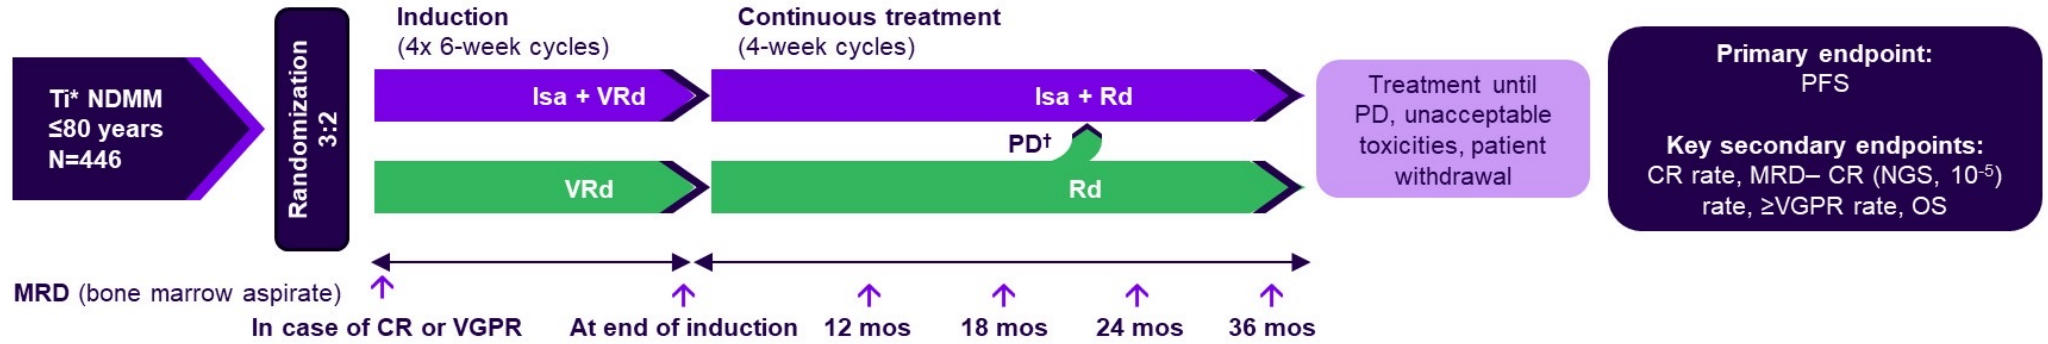 Ti* NDMM
≤80 years
N=446
Randomization
3:2
Induction
(4x 6-week cycles)
Isa + VRd
VRd
Continuous treatment
(4-week cycles)
Isa + Rd
PD†
Rd
Treatment until
PD, unacceptable
toxicities, patient
withdrawal
Primary endpoint:
PFS
Key secondary endpoints:
CR rate, MRD– CR (NGS, 10⁻⁵)
rate, ≥VGPR rate, OS
MRD (bone marrow aspirate)
In case of CR or VGPR
At end of induction
12 mos
18 mos
24 mos
36 mos